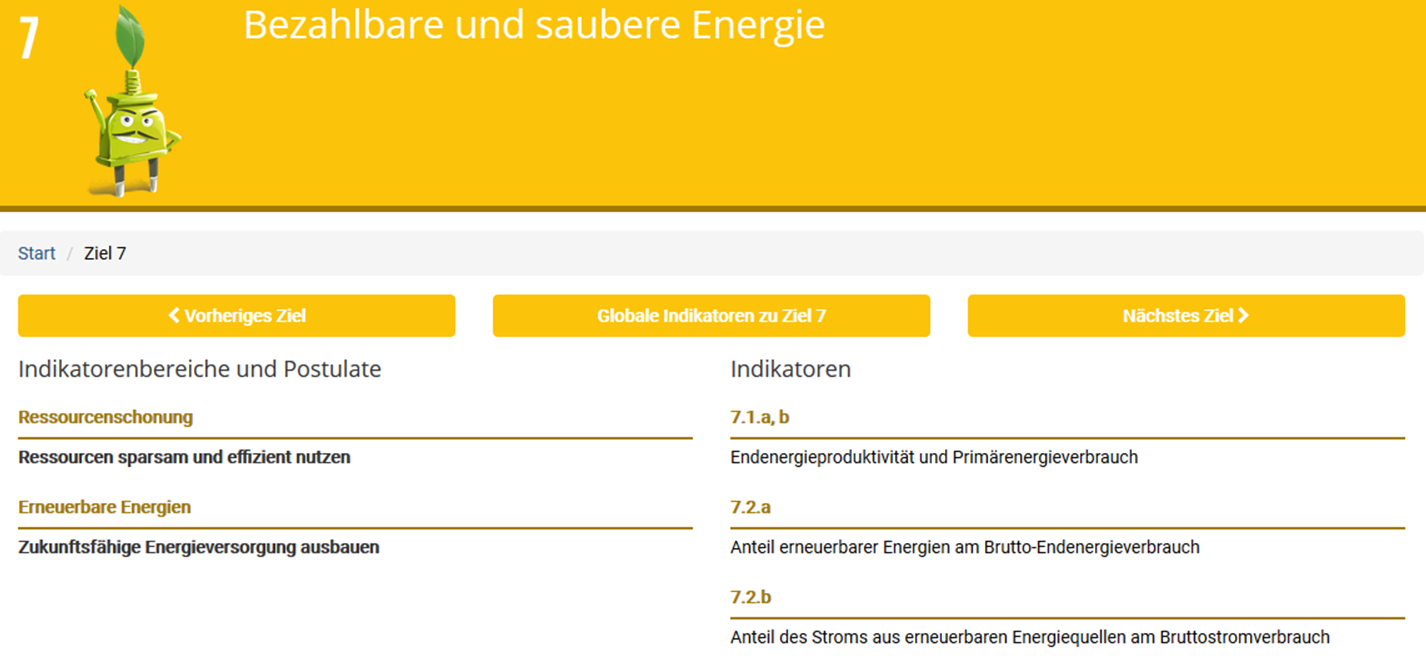 7
Bezahlbare und saubere Energie
Start / Ziel 7
Vorheriges Ziel
Globale Indikatoren zu Ziel 7
Nächstes Ziel
Indikatorenbereiche und Postulate
Ressourcenschonung
Ressourcen sparsam und effizient nutzen
Erneuerbare Energien
Zukunftsfähige Energieversorgung ausbauen
Indikatoren
7.1.a, b
Endenergieproduktivität und Primärenergieverbrauch
7.2.a
Anteil erneuerbarer Energien am Brutto-Endenergieverbrauch
7.2.b
Anteil des Stroms aus erneuerbaren Energiequellen am Bruttostromverbrauch